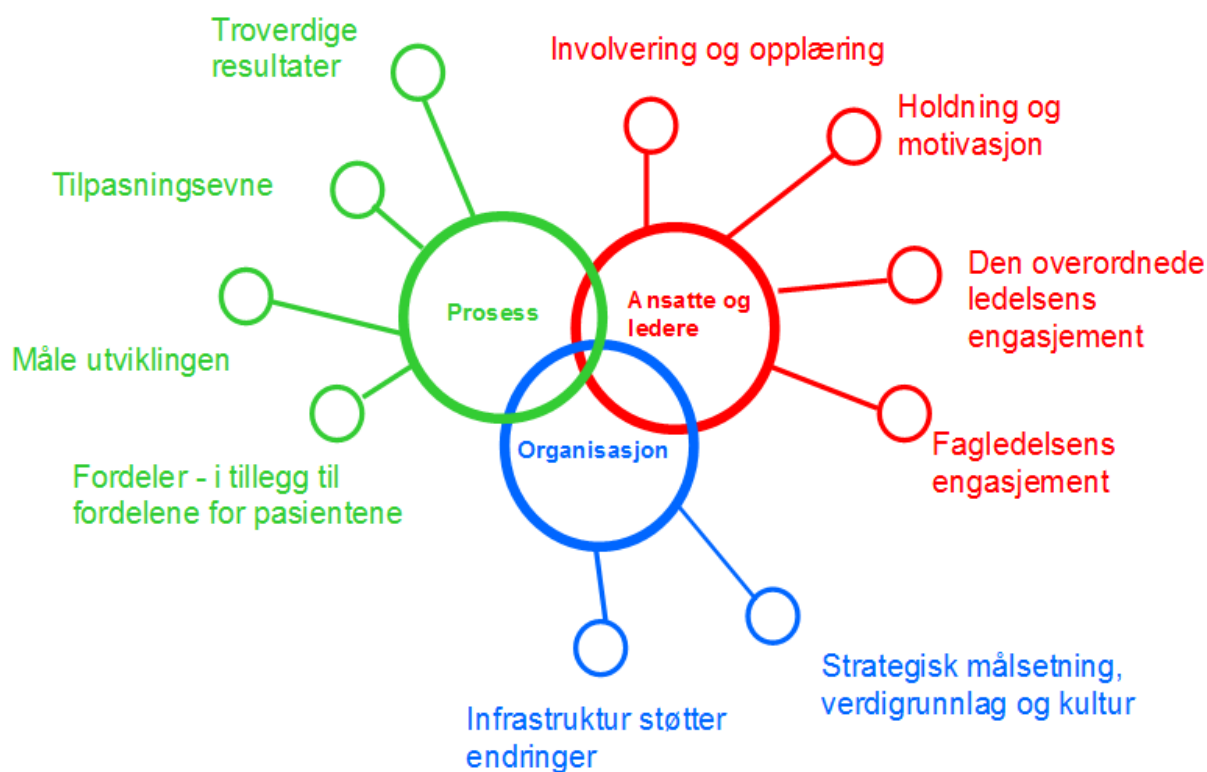 Troverdige
resultater
Tilpasningsevne
Måle utviklingen
Fordeler - i tillegg til
fordelene for pasientene
Prosess
Involvering og opplæring
Holdning og
motivasjon
Den overordnede
ledelsens
engasjement
Fagledelsens
engasjement
Ansatte og
ledere
Organisasjon
Infrastruktur støtter
endringer
Strategisk målsetning,
verdigrunnlag og kultur